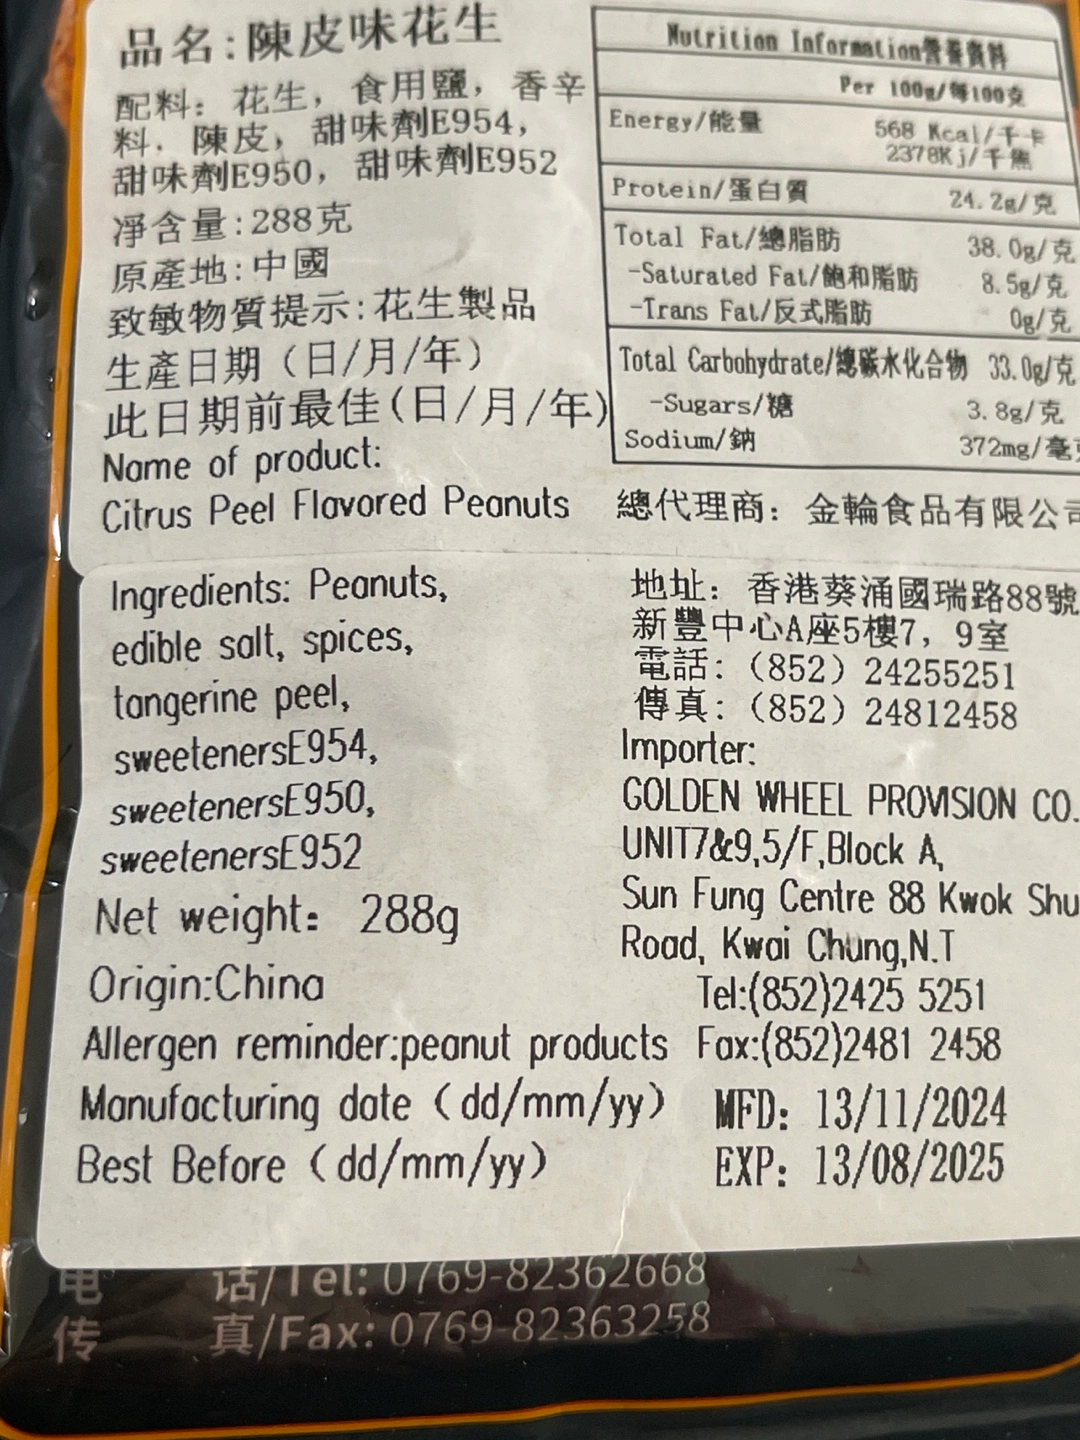 品名:陳皮味花生
配料: 花生, 食用鹽, 香辛
料, 陳皮, 甜味劑E954,
甜味劑E950, 甜味劑E952
凈含量:288克
原產地:中國
致敏物質提示:花生製品
生產日期（日/月/年）
此日期前最佳(日/月/年)
Name of product:
Citrus Peel Flavored Peanuts
Nutrition Information營養資料
Per 100g/每100克
Energy/能量 568 Kcal/千卡
2378Kj/千焦
Protein/蛋白質 24.2g/克
Total Fat/總脂肪 38.0g/克
-Saturated Fat/飽和脂肪 8.5g/克
-Trans Fat/反式脂肪 0g/克
Total Carbohydrate/總碳水化合物 33.0g/克
-Sugars/糖 3.8g/克
Sodium/鈉 372mg/毫
總代理商: 金輪食品有限公司
Ingredients: Peanuts,
edible salt, spices,
tangerine peel,
sweetenersE954,
sweetenersE950,
sweetenersE952
Net weight: 288g
Origin:China
Allergen reminder:peanut products
Manufacturing date（dd/mm/yy）
Best Before（dd/mm/yy）
地址: 香港葵涌國瑞路88號
新豐中心A座5樓7, 9室
電話:（852）24255251
傳真:（852）24812458
Importer:
GOLDEN WHEEL PROVISION CO.
UNIT7&9,5/F,Block A,
Sun Fung Centre 88 Kwok Shu
Road, Kwai Chung,N.T
Tel:(852)2425 5251
Fax:(852)2481 2458
MFD: 13/11/2024
EXP: 13/08/2025
电 话/Tel: 0769-82362668
传 真/Fax: 0769-82363258